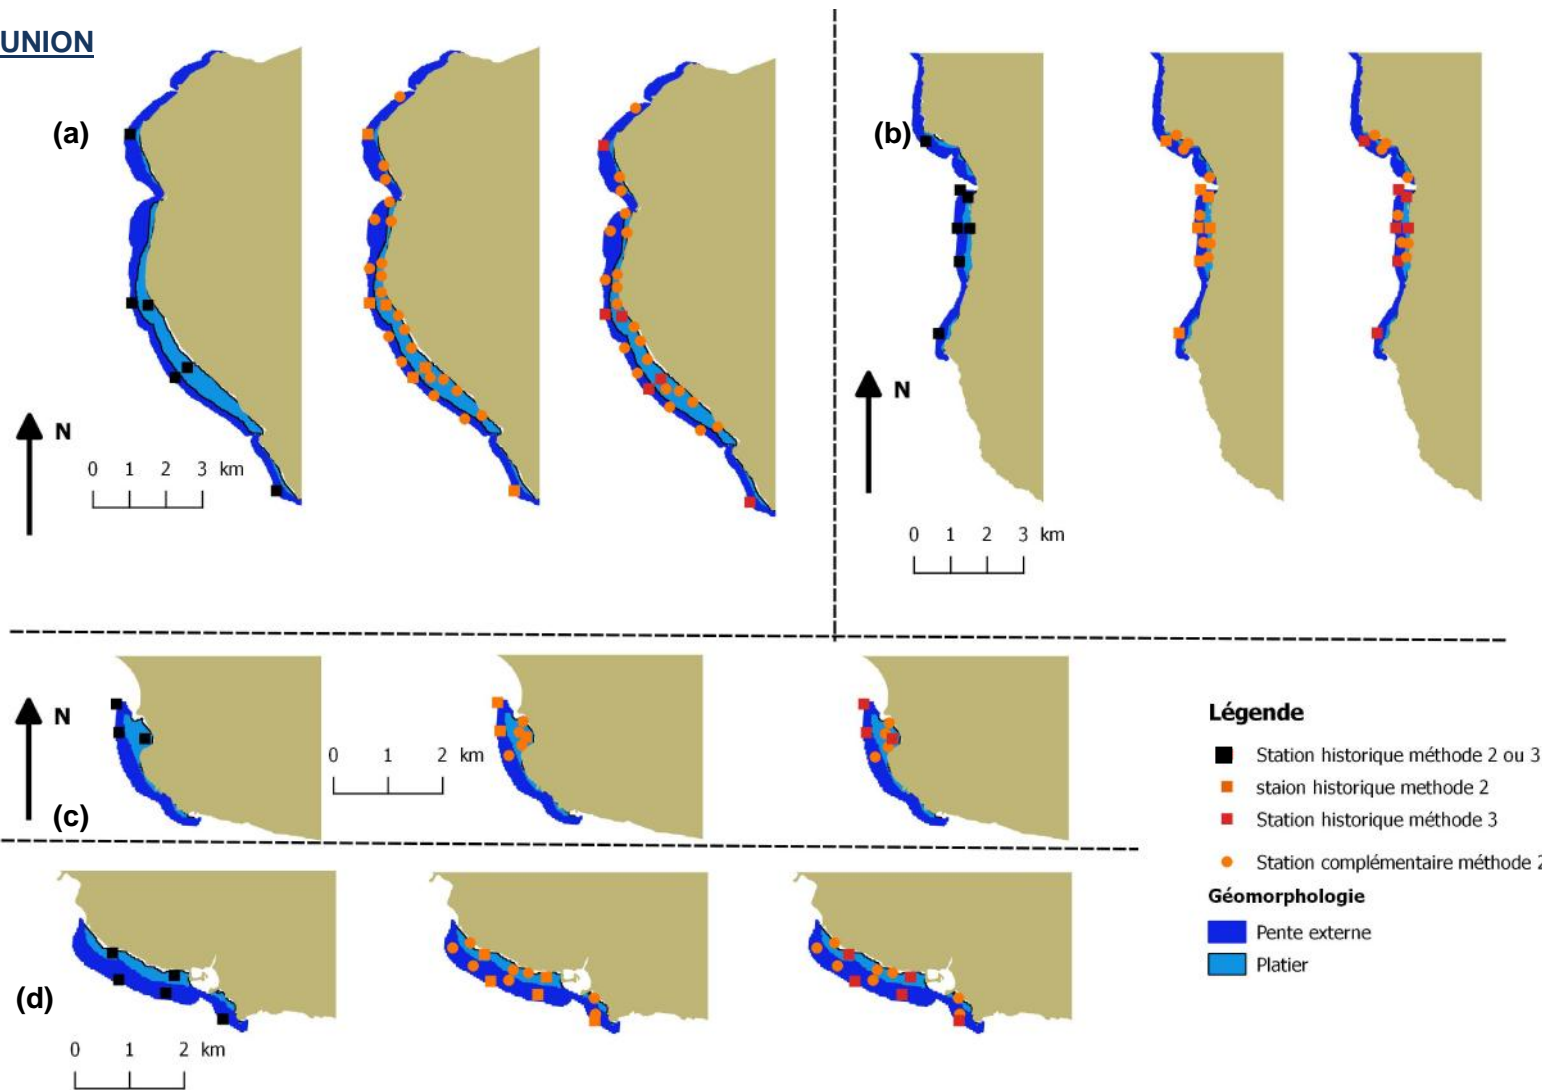 UNION
(a)
N
0 1 2 3 km
(b)
N
0 1 2 3 km
N
(c)
0 1 2 km
(d)
0 1 2 km
Légende
Station historique méthode 2 ou 3
staion historique methode 2
Station historique méthode 3
Station complémentaire méthode 2
Géomorphologie
Pente externe
Platier